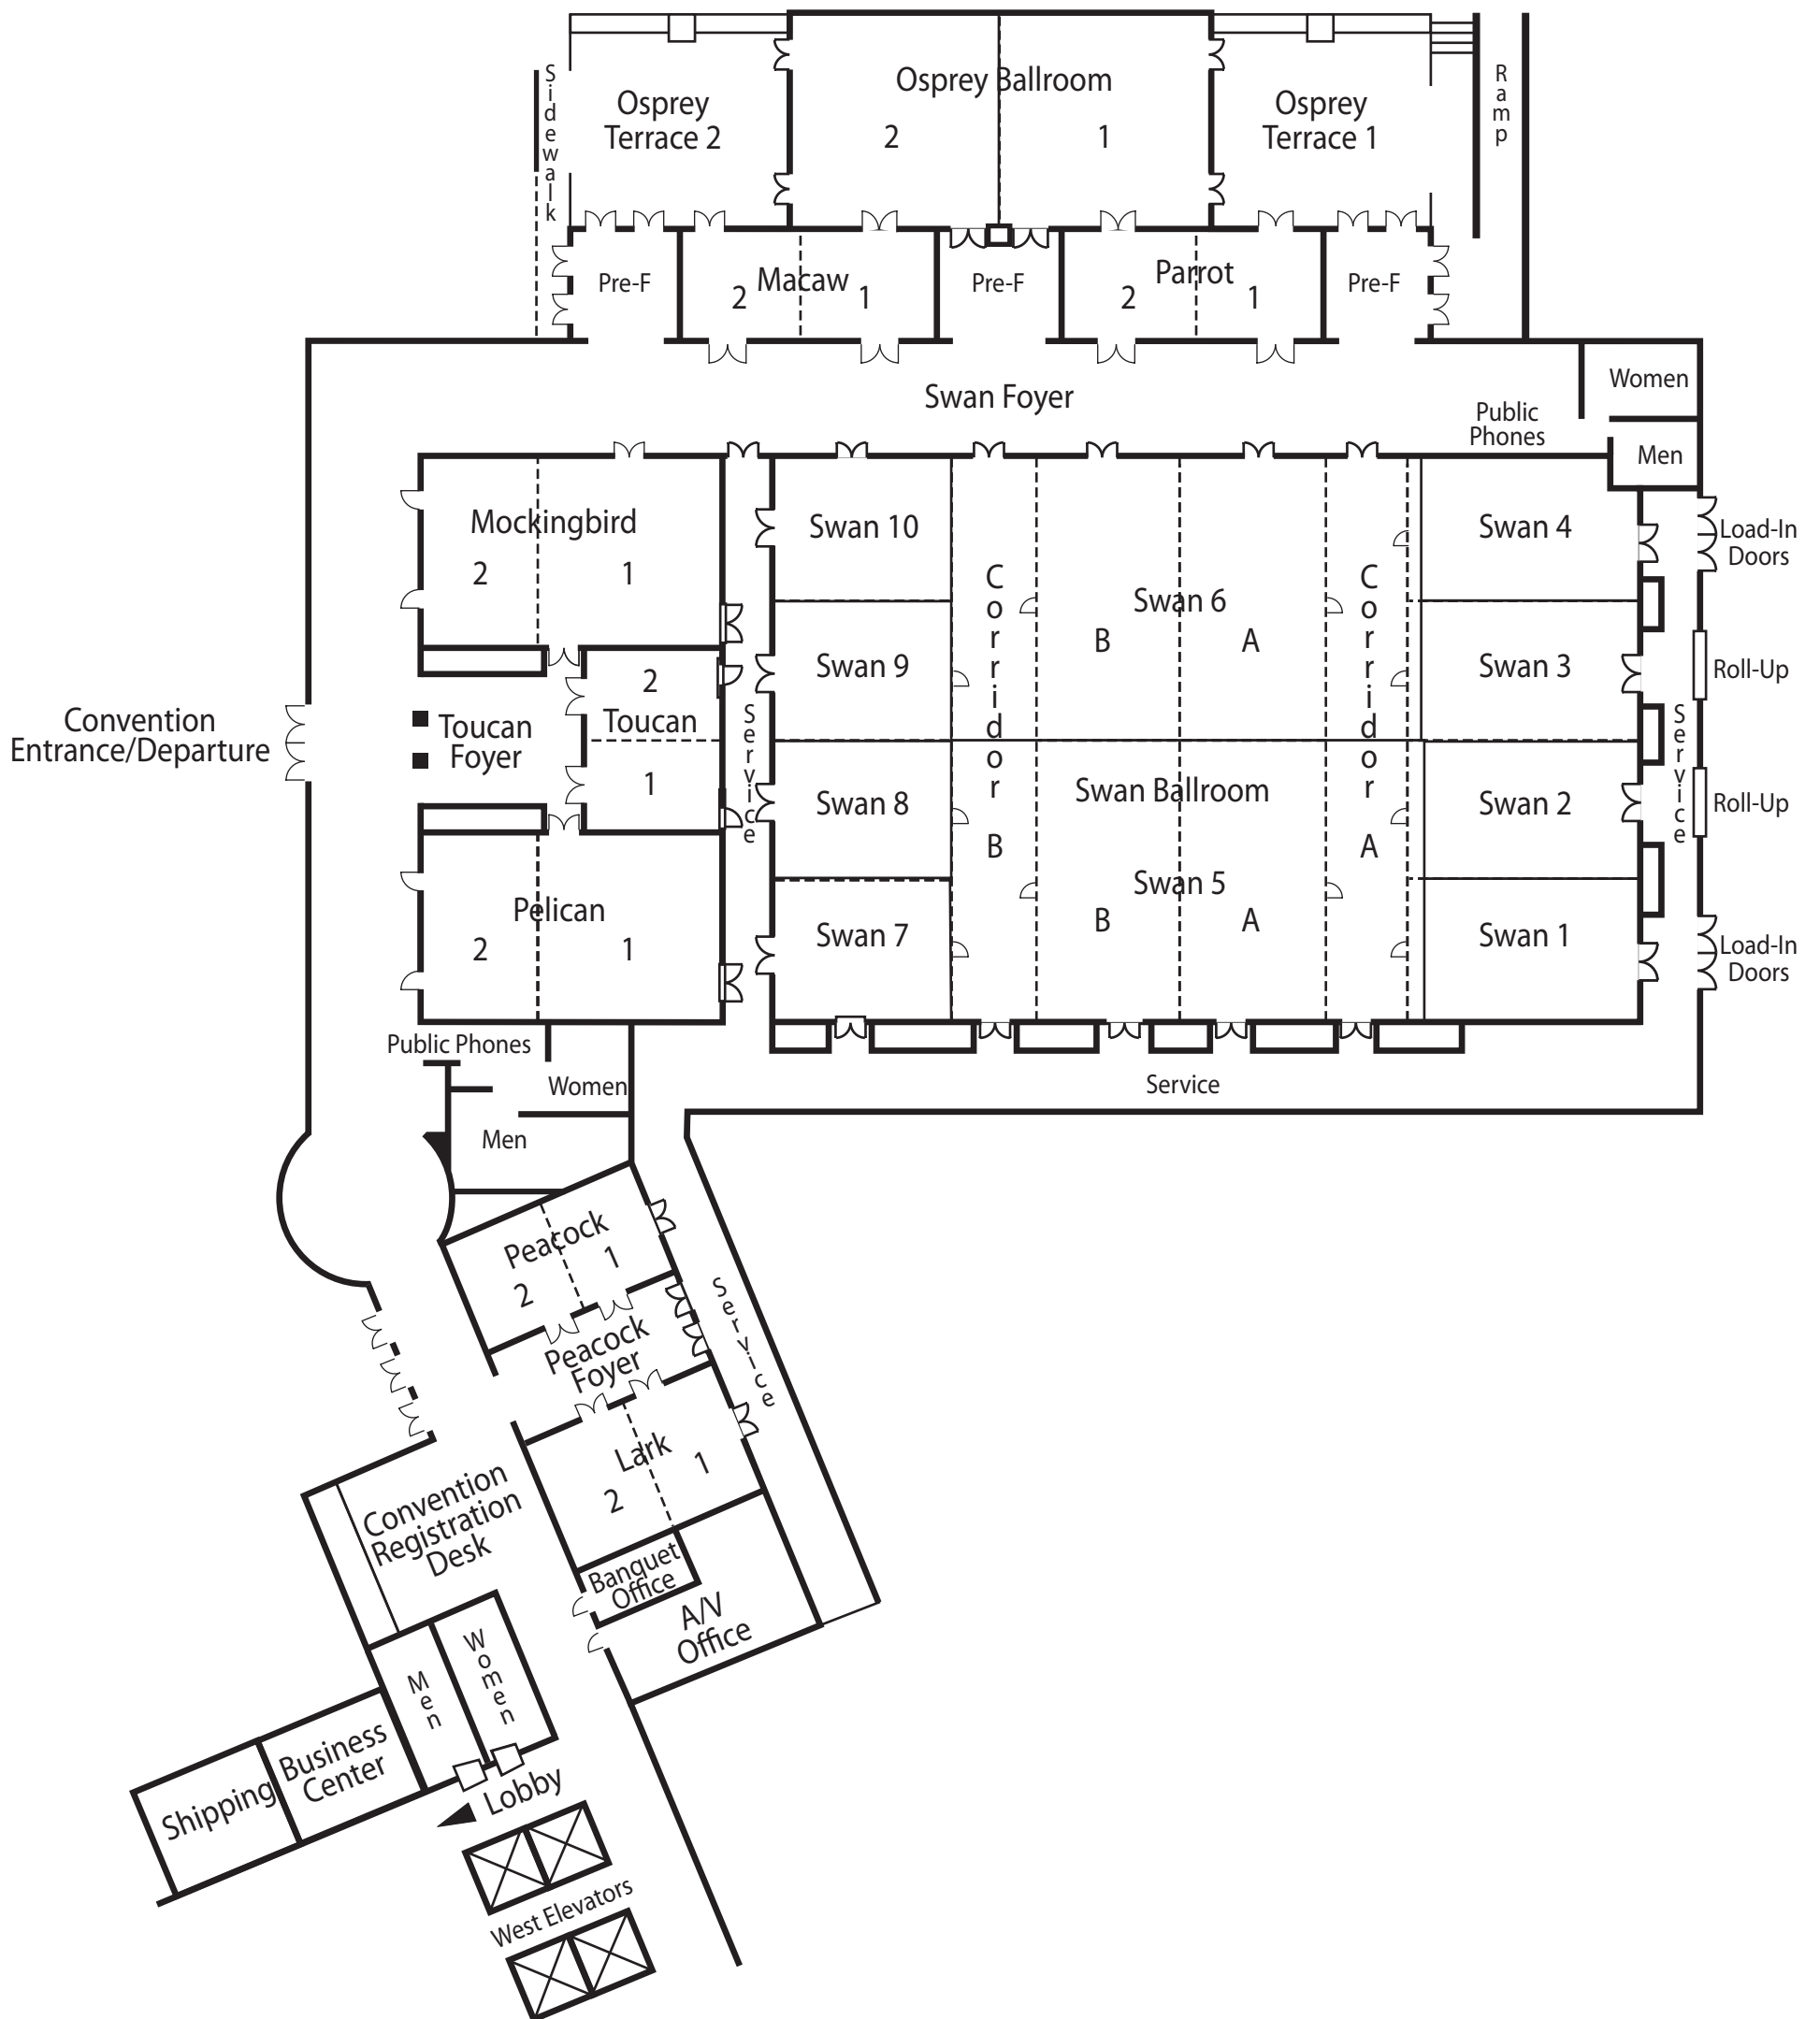 Sidewalk
Osprey
Terrace 2
Osprey Ballroom
2
1
Osprey
Terrace 1
Ramp
Pre-F
Macaw
2
1
Pre-F
Parrot
2
1
Pre-F
Swan Foyer
Women
Public
Phones
Men
Mockingbird
2
1
Swan 10
Swan 4
Load-In
Doors
Corridor B
Swan 6
B
A
Corridor A
Swan 9
Swan 3
Roll-Up
2
Toucan
1
Service
Convention
Entrance/Departure
Toucan
Foyer
Swan 8
Swan Ballroom
Swan 2
Service
Roll-Up
Pelican
2
1
Swan 7
Swan 5
B
A
Swan 1
Load-In
Doors
Public Phones
Women
Service
Men
Peacock
2
1
Service
Peacock
Foyer
Lark
2
1
Convention
Registration
Desk
Banquet
Office
A/V
Office
Men
Women
Business
Center
Shipping
Lobby
West Elevators